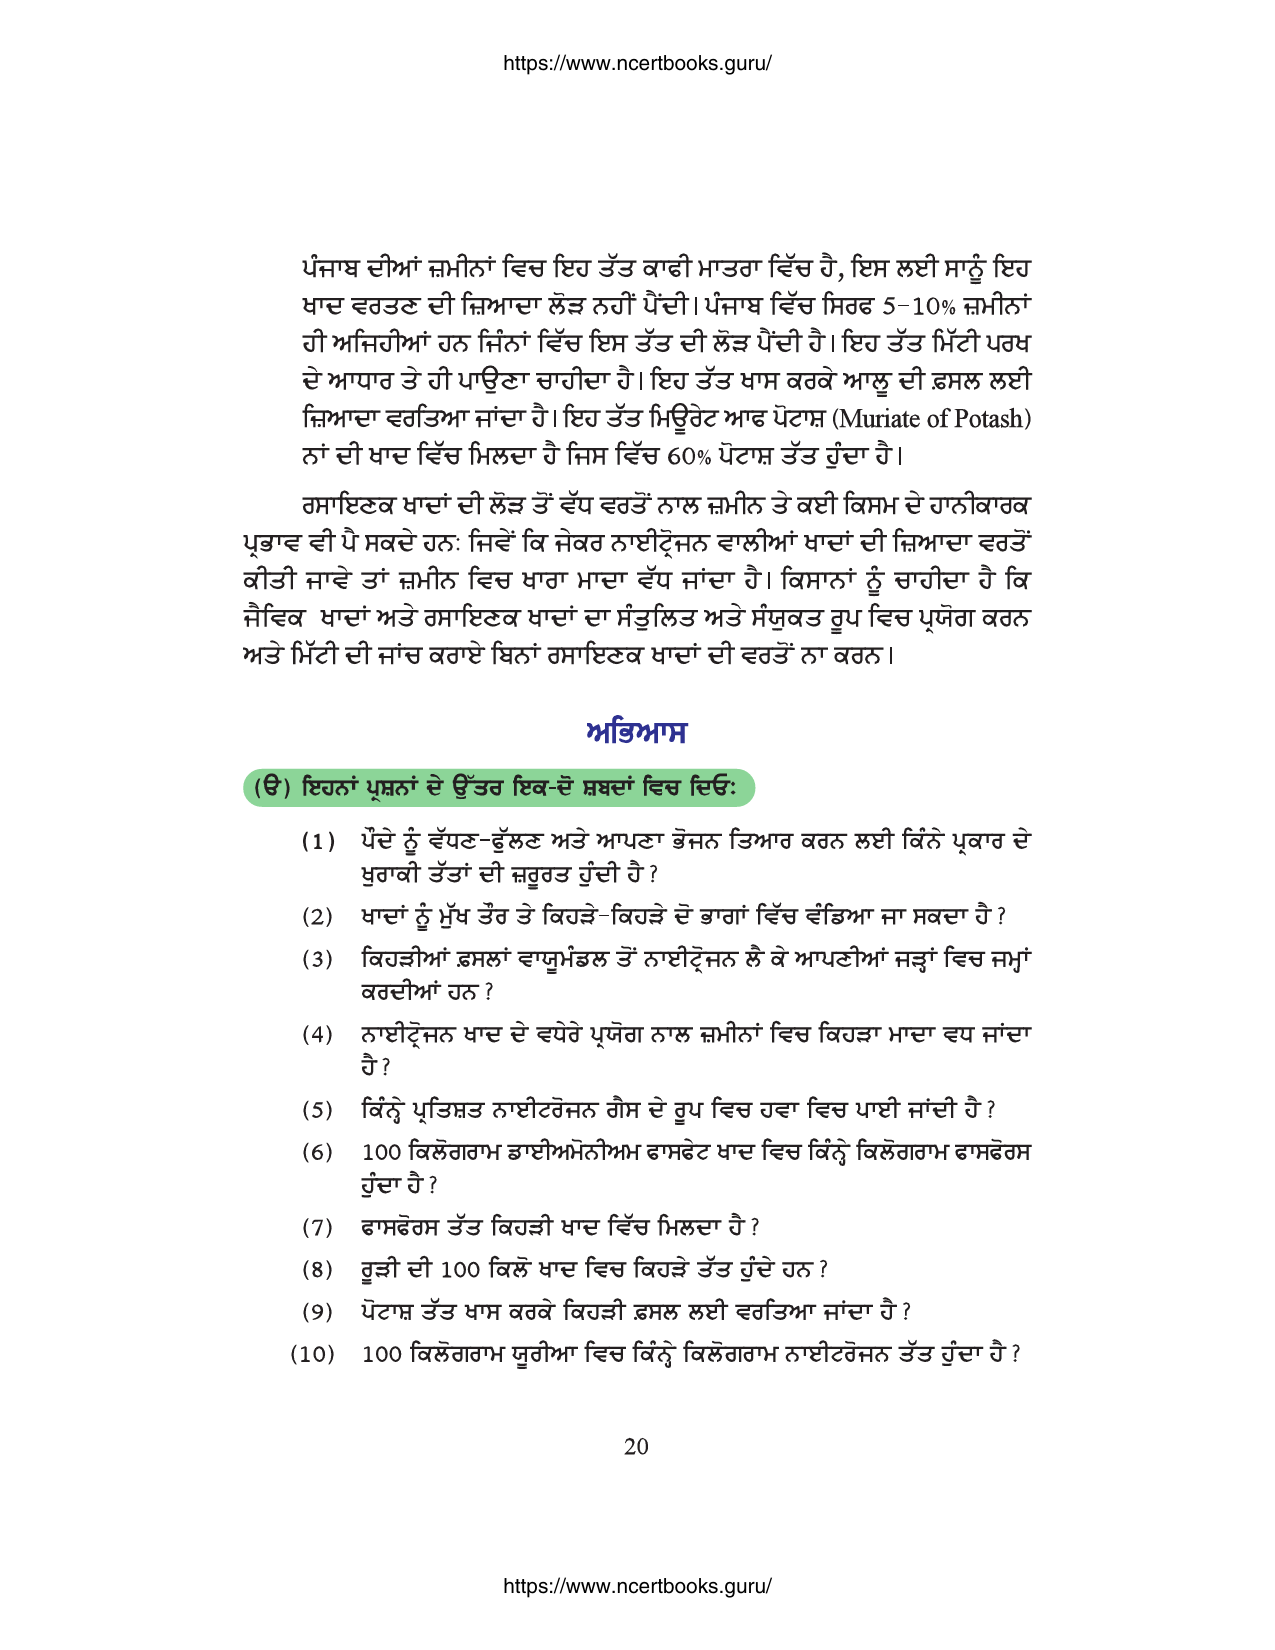 https://www.ncertbooks.guru/
ਪੰਜਾਬ ਦੀਆਂ ਜ਼ਮੀਨਾਂ ਵਿਚ ਇਹ ਤੱਤ ਕਾਫੀ ਮਾਤਰਾ ਵਿੱਚ ਹੈ, ਇਸ ਲਈ ਸਾਨੂੰ ਇਹ
ਖਾਦ ਵਰਤਣ ਦੀ ਜ਼ਿਆਦਾ ਲੋੜ ਨਹੀਂ ਪੈਂਦੀ। ਪੰਜਾਬ ਵਿੱਚ ਸਿਰਫ 5-10% ਜ਼ਮੀਨਾਂ
ਹੀ ਅਜਿਹੀਆਂ ਹਨ ਜਿੰਨਾਂ ਵਿੱਚ ਇਸ ਤੱਤ ਦੀ ਲੋੜ ਪੈਂਦੀ ਹੈ। ਇਹ ਤੱਤ ਮਿੱਟੀ ਪਰਖ
ਦੇ ਆਧਾਰ ਤੇ ਹੀ ਪਾਉਣਾ ਚਾਹੀਦਾ ਹੈ। ਇਹ ਤੱਤ ਖਾਸ ਕਰਕੇ ਆਲੂ ਦੀ ਫ਼ਸਲ ਲਈ
ਜ਼ਿਆਦਾ ਵਰਤਿਆ ਜਾਂਦਾ ਹੈ। ਇਹ ਤੱਤ ਮਿਊਰੇਟ ਆਫ ਪੋਟਾਸ਼ (Muriate of Potash)
ਨਾਂ ਦੀ ਖਾਦ ਵਿੱਚ ਮਿਲਦਾ ਹੈ ਜਿਸ ਵਿੱਚ 60% ਪੋਟਾਸ਼ ਤੱਤ ਹੁੰਦਾ ਹੈ।
ਰਸਾਇਣਕ ਖਾਦਾਂ ਦੀ ਲੋੜ ਤੋਂ ਵੱਧ ਵਰਤੋਂ ਨਾਲ ਜ਼ਮੀਨ ਤੇ ਕਈ ਕਿਸਮ ਦੇ ਹਾਨੀਕਾਰਕ
ਪ੍ਰਭਾਵ ਵੀ ਪੈ ਸਕਦੇ ਹਨ: ਜਿਵੇਂ ਕਿ ਜੇਕਰ ਨਾਈਟ੍ਰੋਜਨ ਵਾਲੀਆਂ ਖਾਦਾਂ ਦੀ ਜ਼ਿਆਦਾ ਵਰਤੋਂ
ਕੀਤੀ ਜਾਵੇ ਤਾਂ ਜ਼ਮੀਨ ਵਿਚ ਖਾਰਾ ਮਾਦਾ ਵੱਧ ਜਾਂਦਾ ਹੈ। ਕਿਸਾਨਾਂ ਨੂੰ ਚਾਹੀਦਾ ਹੈ ਕਿ
ਜੈਵਿਕ ਖਾਦਾਂ ਅਤੇ ਰਸਾਇਣਕ ਖਾਦਾਂ ਦਾ ਸੰਤੁਲਿਤ ਅਤੇ ਸੰਯੁਕਤ ਰੂਪ ਵਿਚ ਪ੍ਰਯੋਗ ਕਰਨ
ਅਤੇ ਮਿੱਟੀ ਦੀ ਜਾਂਚ ਕਰਾਏ ਬਿਨਾਂ ਰਸਾਇਣਕ ਖਾਦਾਂ ਦੀ ਵਰਤੋਂ ਨਾ ਕਰਨ।
ਅਭਿਆਸ
(ੳ) ਇਹਨਾਂ ਪ੍ਰਸ਼ਨਾਂ ਦੇ ਉੱਤਰ ਇਕ-ਦੋ ਸ਼ਬਦਾਂ ਵਿਚ ਦਿਓ:
(1) ਪੌਦੇ ਨੂੰ ਵੱਧਣ-ਫੁੱਲਣ ਅਤੇ ਆਪਣਾ ਭੋਜਨ ਤਿਆਰ ਕਰਨ ਲਈ ਕਿੰਨੇ ਪ੍ਰਕਾਰ ਦੇ
ਖੁਰਾਕੀ ਤੱਤਾਂ ਦੀ ਜ਼ਰੂਰਤ ਹੁੰਦੀ ਹੈ ?
(2) ਖਾਦਾਂ ਨੂੰ ਮੁੱਖ ਤੌਰ ਤੇ ਕਿਹੜੇ-ਕਿਹੜੇ ਦੋ ਭਾਗਾਂ ਵਿੱਚ ਵੰਡਿਆ ਜਾ ਸਕਦਾ ਹੈ ?
(3) ਕਿਹੜੀਆਂ ਫ਼ਸਲਾਂ ਵਾਯੂਮੰਡਲ ਤੋਂ ਨਾਈਟ੍ਰੋਜਨ ਲੈ ਕੇ ਆਪਣੀਆਂ ਜੜ੍ਹਾਂ ਵਿਚ ਜਮ੍ਹਾਂ
ਕਰਦੀਆਂ ਹਨ ?
(4) ਨਾਈਟ੍ਰੋਜਨ ਖਾਦ ਦੇ ਵਧੇਰੇ ਪ੍ਰਯੋਗ ਨਾਲ ਜ਼ਮੀਨਾਂ ਵਿਚ ਕਿਹੜਾ ਮਾਦਾ ਵਧ ਜਾਂਦਾ
ਹੈ ?
(5) ਕਿੰਨ੍ਹੇ ਪ੍ਰਤਿਸ਼ਤ ਨਾਈਟਰੋਜਨ ਗੈਸ ਦੇ ਰੂਪ ਵਿਚ ਹਵਾ ਵਿਚ ਪਾਈ ਜਾਂਦੀ ਹੈ ?
(6) 100 ਕਿਲੋਗਰਾਮ ਡਾਈਅਮੋਨੀਅਮ ਫਾਸਫੇਟ ਖਾਦ ਵਿਚ ਕਿੰਨ੍ਹੇ ਕਿਲੋਗਰਾਮ ਫਾਸਫੋਰਸ
ਹੁੰਦਾ ਹੈ ?
(7) ਫਾਸਫੋਰਸ ਤੱਤ ਕਿਹੜੀ ਖਾਦ ਵਿੱਚ ਮਿਲਦਾ ਹੈ ?
(8) ਰੂੜੀ ਦੀ 100 ਕਿਲੋ ਖਾਦ ਵਿਚ ਕਿਹੜੇ ਤੱਤ ਹੁੰਦੇ ਹਨ ?
(9) ਪੋਟਾਸ਼ ਤੱਤ ਖਾਸ ਕਰਕੇ ਕਿਹੜੀ ਫ਼ਸਲ ਲਈ ਵਰਤਿਆ ਜਾਂਦਾ ਹੈ ?
(10) 100 ਕਿਲੋਗਰਾਮ ਯੂਰੀਆ ਵਿਚ ਕਿੰਨ੍ਹੇ ਕਿਲੋਗਰਾਮ ਨਾਈਟਰੋਜਨ ਤੱਤ ਹੁੰਦਾ ਹੈ ?
20
https://www.ncertbooks.guru/